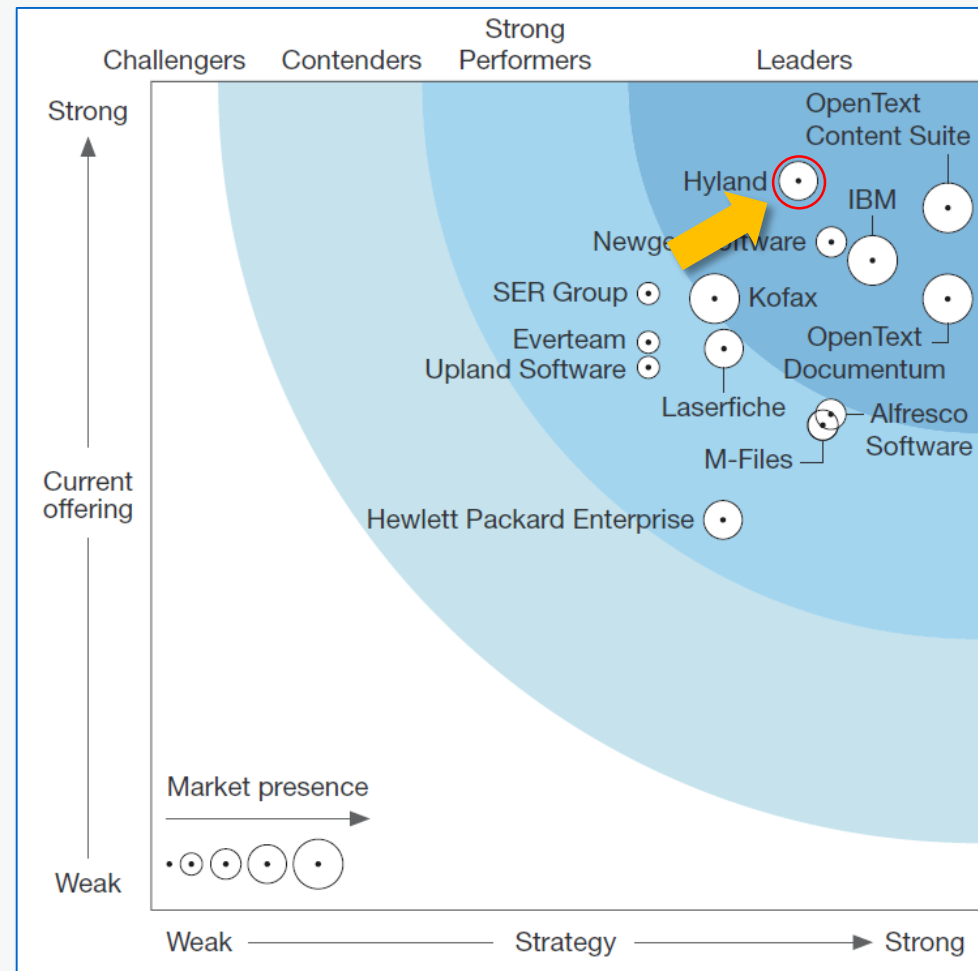 Strong
Challengers Contenders Performers Leaders
Strong
OpenText
Content Suite
Hyland
IBM
Software
SER Group
Kofax
Everteam
OpenText
Documentum
Upland Software
Laserfiche
Alfresco
Software
M-Files
Current
offering
Hewlett Packard Enterprise
Market presence
Weak
Weak Strategy Strong